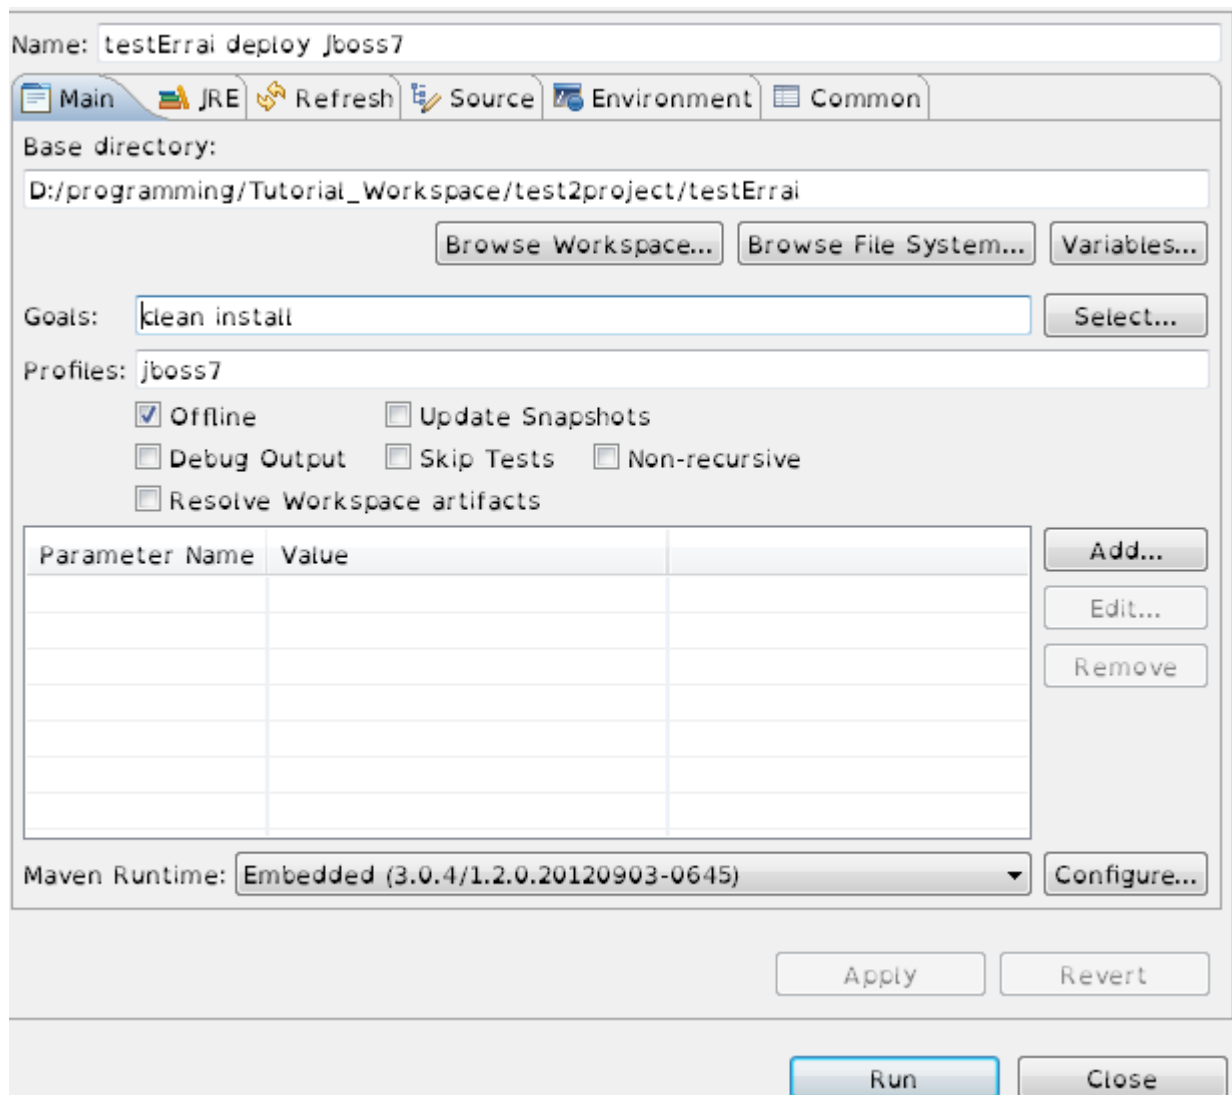 Name: testErrai deploy Jboss7
Main JRE Refresh Source Environment Common
Base directory:
D:/programming/Tutorial_Workspace/test2project/testErrai
Browse Workspace... Browse File System... Variables...
Goals: clean install Select...
Profiles: jboss7
Offline Update Snapshots
Debug Output Skip Tests Non-recursive
Resolve Workspace artifacts
Parameter Name Value Add...
Edit...
Remove
Maven Runtime: Embedded (3.0.4/1.2.0.20120903-0645) Configure...
Apply Revert
Run Close